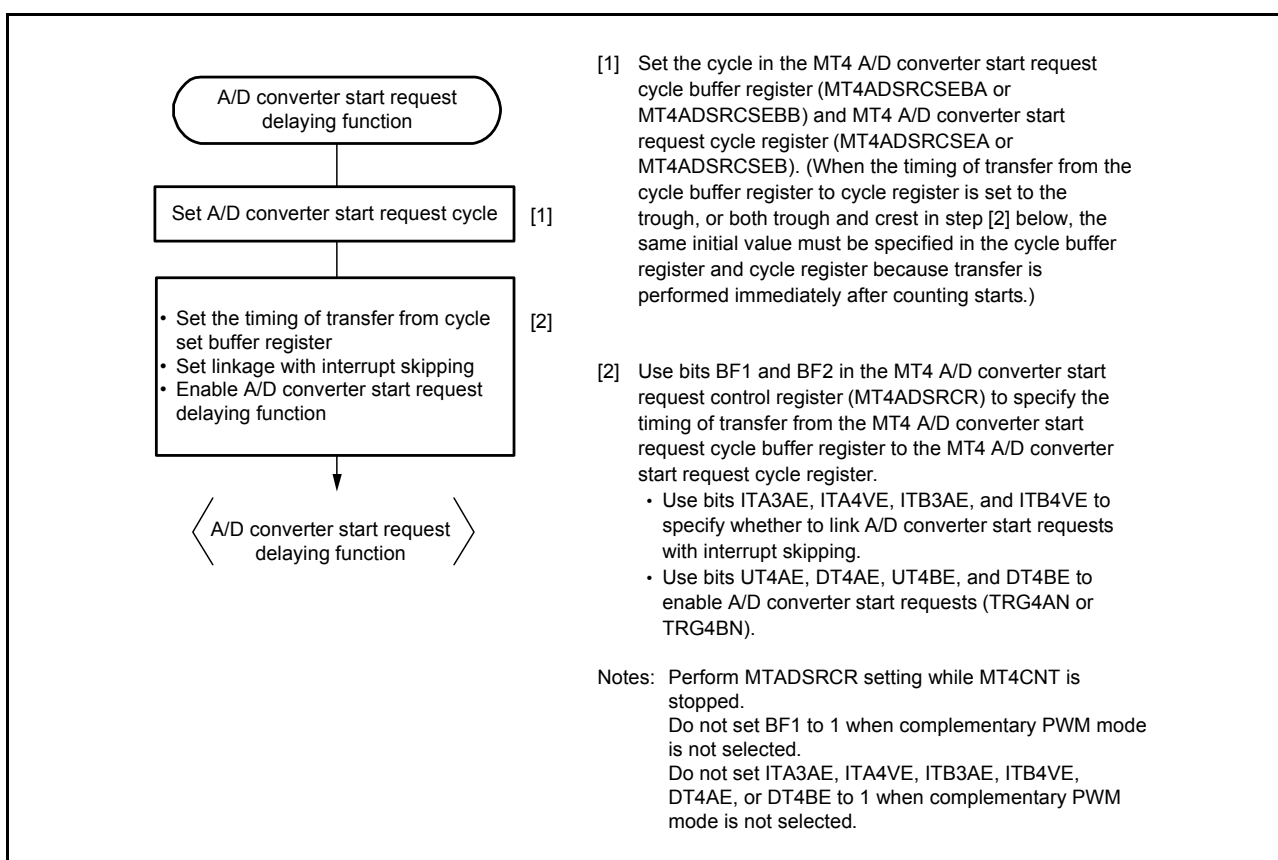 A/D converter start request
delaying function
Set A/D converter start request cycle
[1]
• Set the timing of transfer from cycle
set buffer register
• Set linkage with interrupt skipping
• Enable A/D converter start request
delaying function
[2]
A/D converter start request
delaying function
[1] Set the cycle in the MT4 A/D converter start request
cycle buffer register (MT4ADSRCSEBA or
MT4ADSRCSEBB) and MT4 A/D converter start
request cycle register (MT4ADSRCSEA or
MT4ADSRCSEB). (When the timing of transfer from the
cycle buffer register to cycle register is set to the
trough, or both trough and crest in step [2] below, the
same initial value must be specified in the cycle buffer
register and cycle register because transfer is
performed immediately after counting starts.)
[2] Use bits BF1 and BF2 in the MT4 A/D converter start
request control register (MT4ADSRCR) to specify the
timing of transfer from the MT4 A/D converter start
request cycle buffer register to the MT4 A/D converter
start request cycle register.
• Use bits ITA3AE, ITA4VE, ITB3AE, and ITB4VE to
specify whether to link A/D converter start requests
with interrupt skipping.
• Use bits UT4AE, DT4AE, UT4BE, and DT4BE to
enable A/D converter start requests (TRG4AN or
TRG4BN).
Notes: Perform MTADSRCR setting while MT4CNT is
stopped.
Do not set BF1 to 1 when complementary PWM mode
is not selected.
Do not set ITA3AE, ITA4VE, ITB3AE, ITB4VE,
DT4AE, or DT4BE to 1 when complementary PWM
mode is not selected.